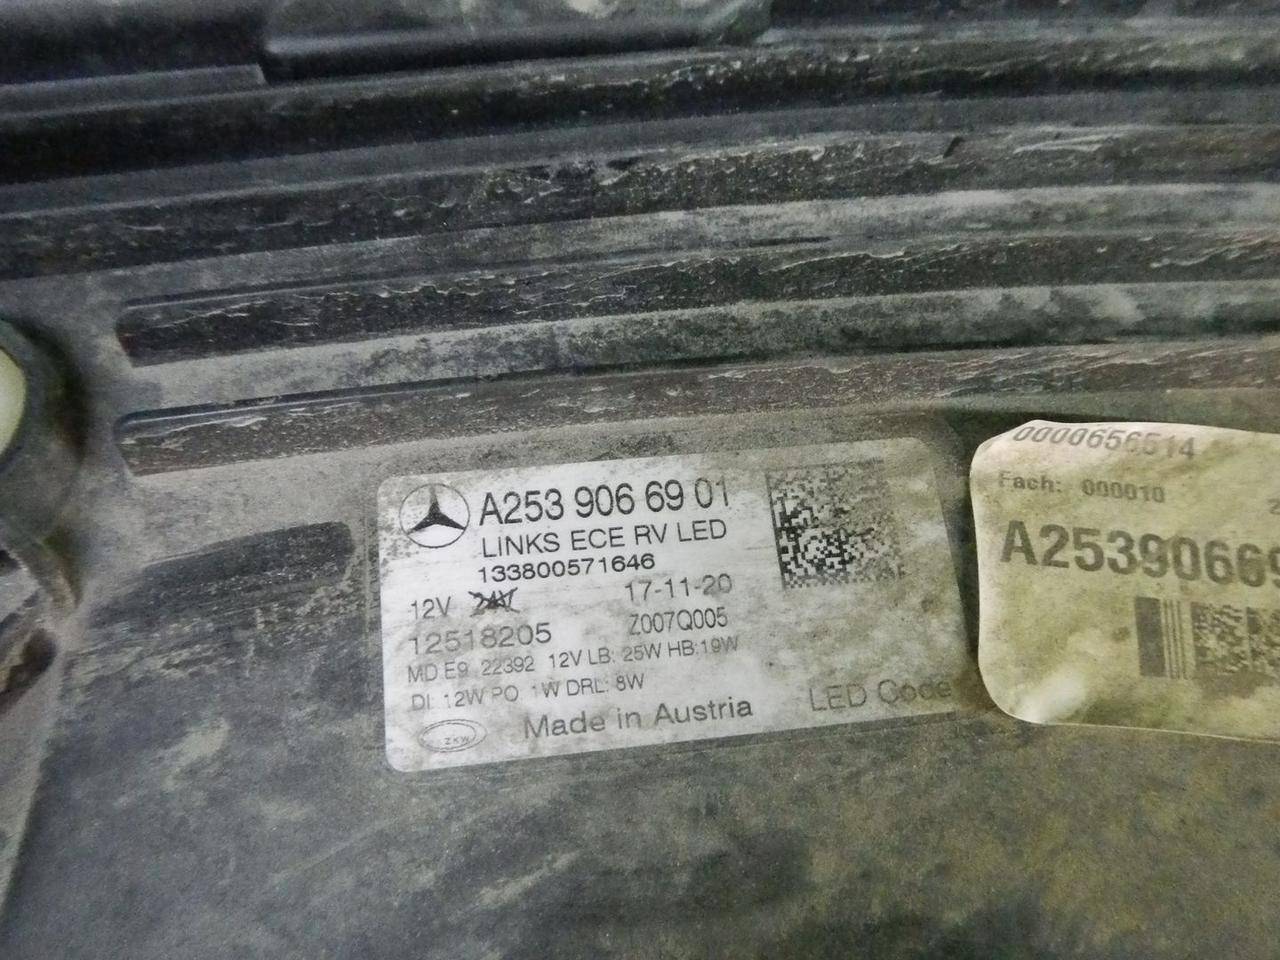 A253 906 69 01
LINKS ECE RV LED
133800571646
12V 24V 17-11-20
12518205 Z007Q005
MD E9 22392 12V LB: 25W HB:19W
DI: 12W PO 1W DRL: 8W
ZKW Made in Austria LED Code
0000656514
Fach: 000010
A25390669